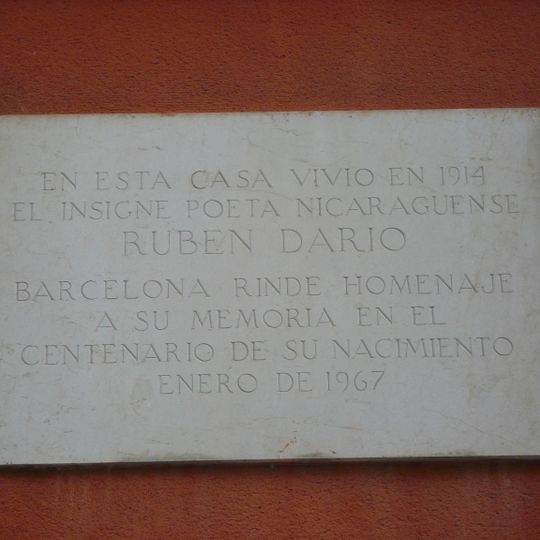 EN ESTA CASA VIVIO EN 1914
EL INSIGNE POETA NICARAGUENSE
RUBEN DARIO
BARCELONA RINDE HOMENAJE
A SU MEMORIA EN EL
CENTENARIO DE SU NACIMIENTO
ENERO DE 1967